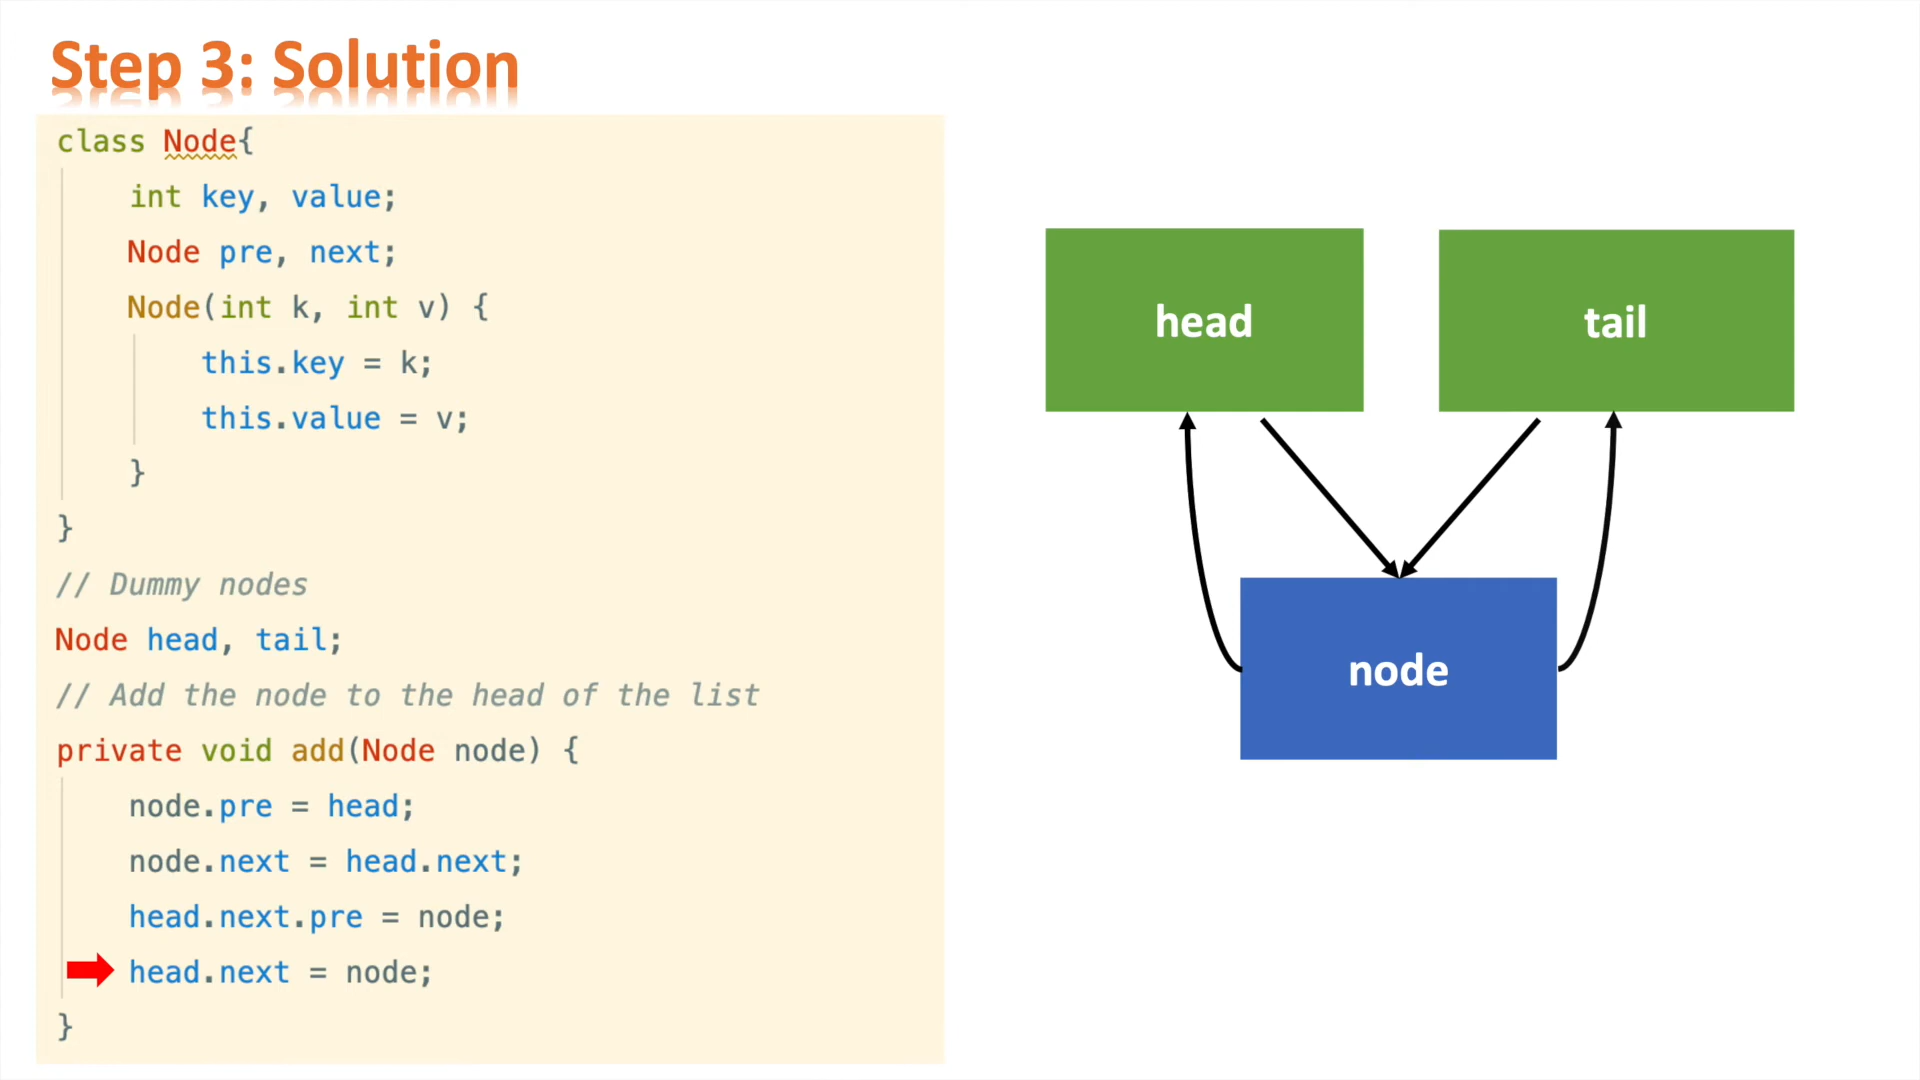 Step 3: Solution
class Node{
    int key, value;
    Node pre, next;
    Node(int k, int v) {
        this.key = k;
        this.value = v;
    }
}
// Dummy nodes
Node head, tail;
// Add the node to the head of the list
private void add(Node node) {
    node.pre = head;
    node.next = head.next;
    head.next.pre = node;
    head.next = node;
}
head
tail
node